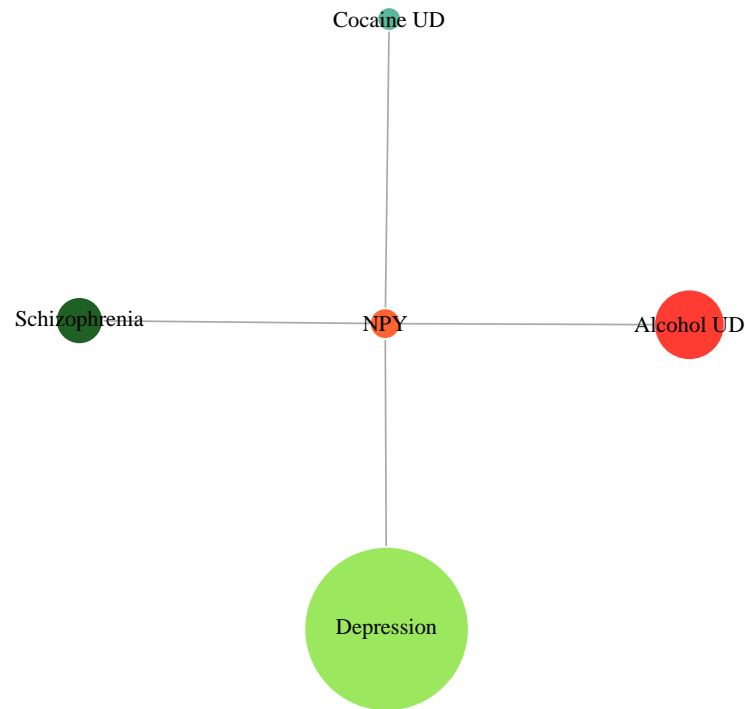 Cocaine UD
Schizophrenia
NPY
Alcohol UD
Depression